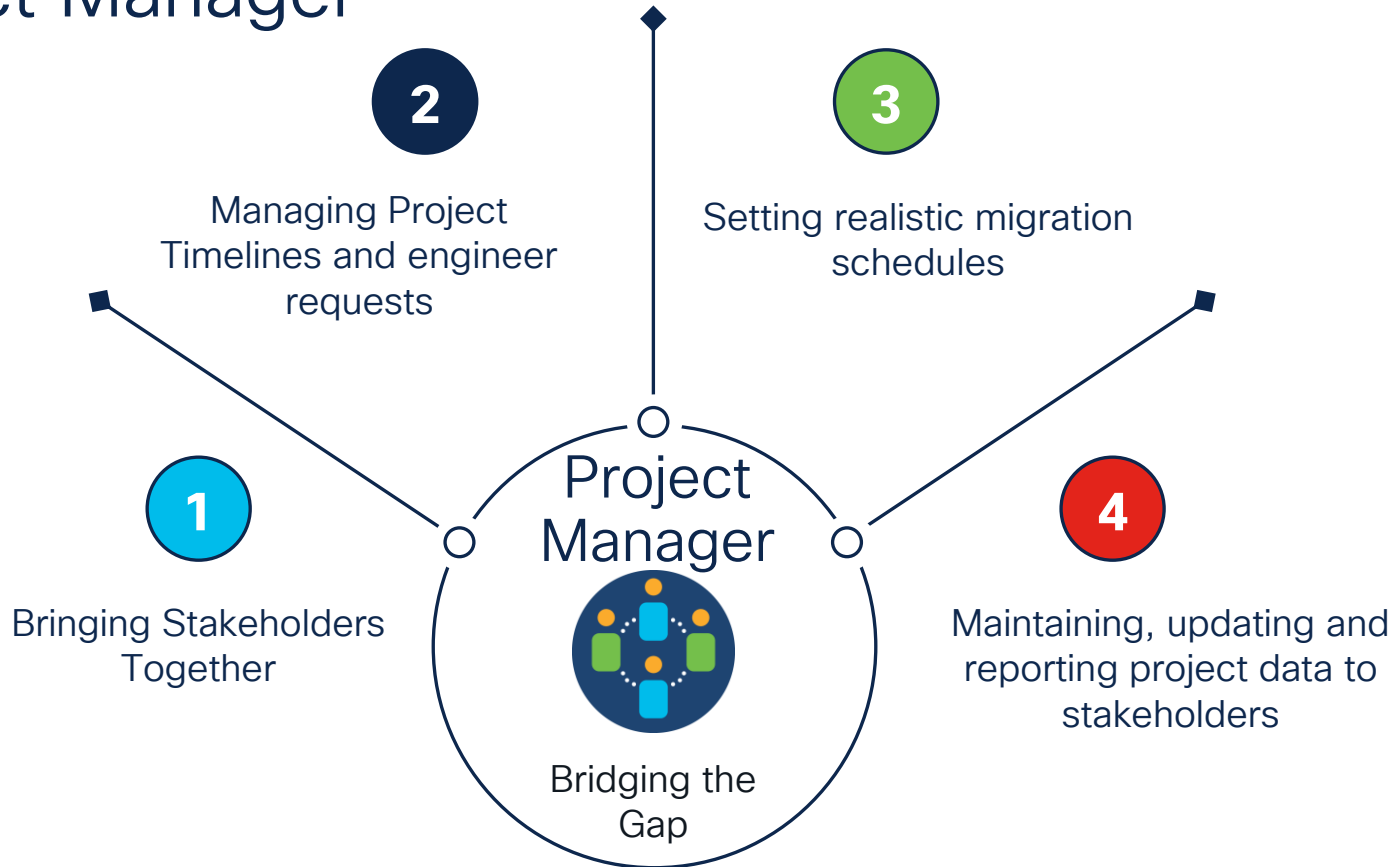 Manager
2
3
Managing Project
Timelines and engineer
requests
Setting realistic migration
schedules
1
4
Bringing Stakeholders
Together
Project
Manager
Bridging the
Gap
Maintaining, updating and
reporting project data to
stakeholders